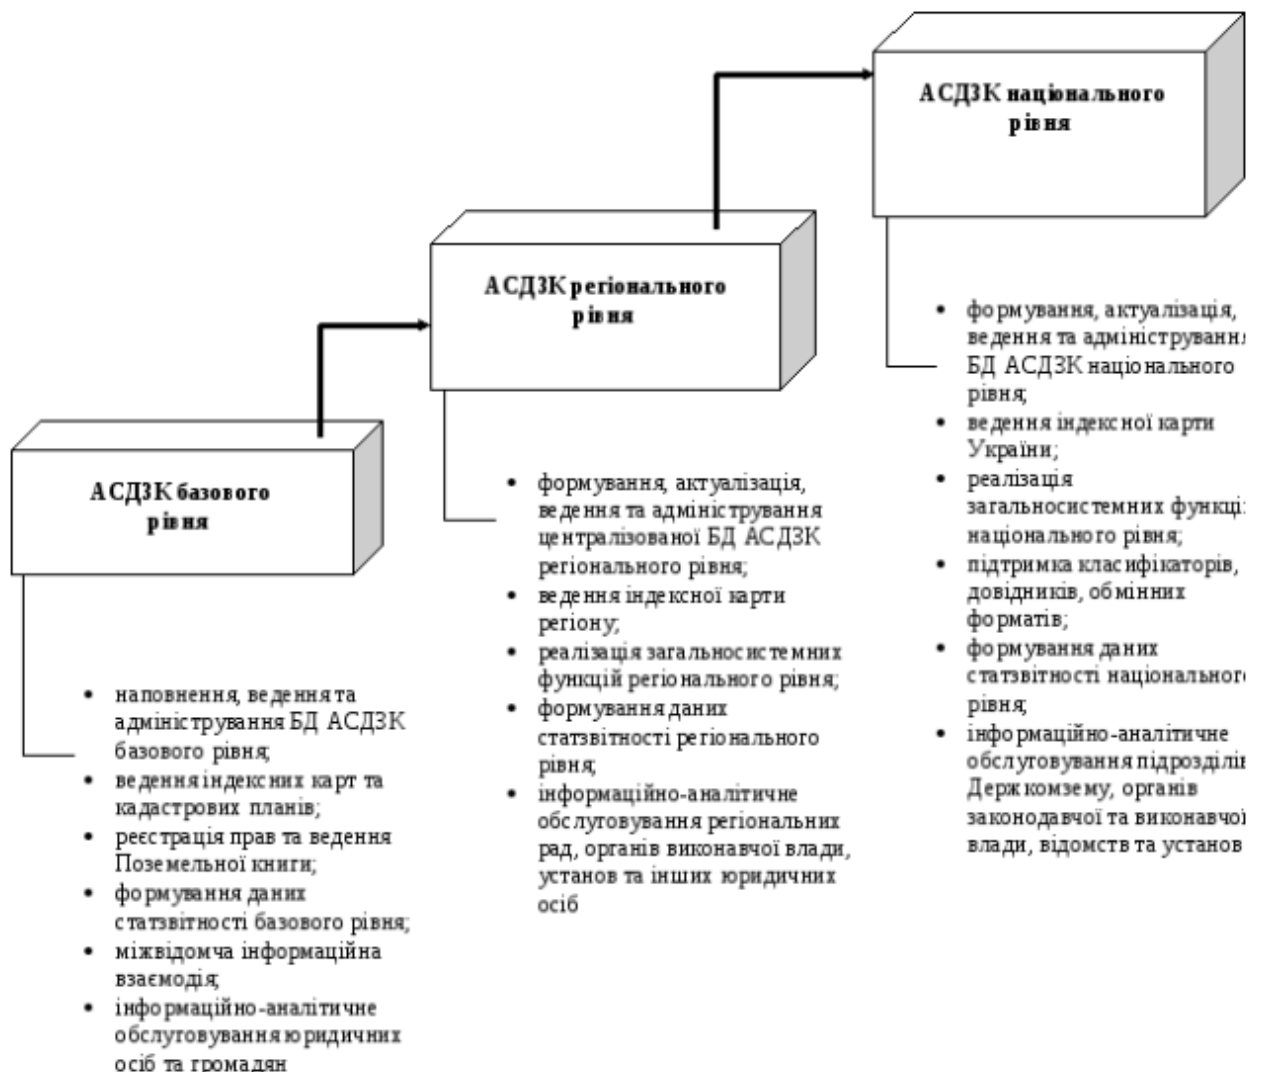 АСДЗК національного
рівня
АСДЗК регіонального
рівня
АСДЗК базового
рівня
• наповнення, ведення та
адміністрування БД АСДЗК
базового рівня;
• ведення індексних карт та
кадастрових планів;
• реєстрація прав та ведення
Поземельної книги;
• формування даних
статзвітності базового рівня;
• міжвідомча інформаційна
взаємодія;
• інформаційно-аналітичне
обслуговування юридичних
осіб та громадян
• формування, актуалізація,
ведення та адміністрування
централізованої БД АСДЗК
регіонального рівня;
• ведення індексної карти
регіону;
• реалізація загальносистемних
функцій регіонального рівня;
• формування даних
статзвітності регіонального
рівня;
• інформаційно-аналітичне
обслуговування регіональних
рад, органів виконавчої влади,
установ та інших юридичних
осіб
• формування, актуалізація,
ведення та адмініструванн
БД АСДЗК національного
рівня;
• ведення індексної карти
України;
• реалізація
загальносистемних функці
національного рівня;
• підтримка класифікаторів,
довідників, обмінних
форматів;
• формування даних
статзвітності національног
рівня;
• інформаційно-аналітичне
обслуговування підрозділі
Держкомзему, органів
законодавчої та виконавчо
влади, відомств та установ